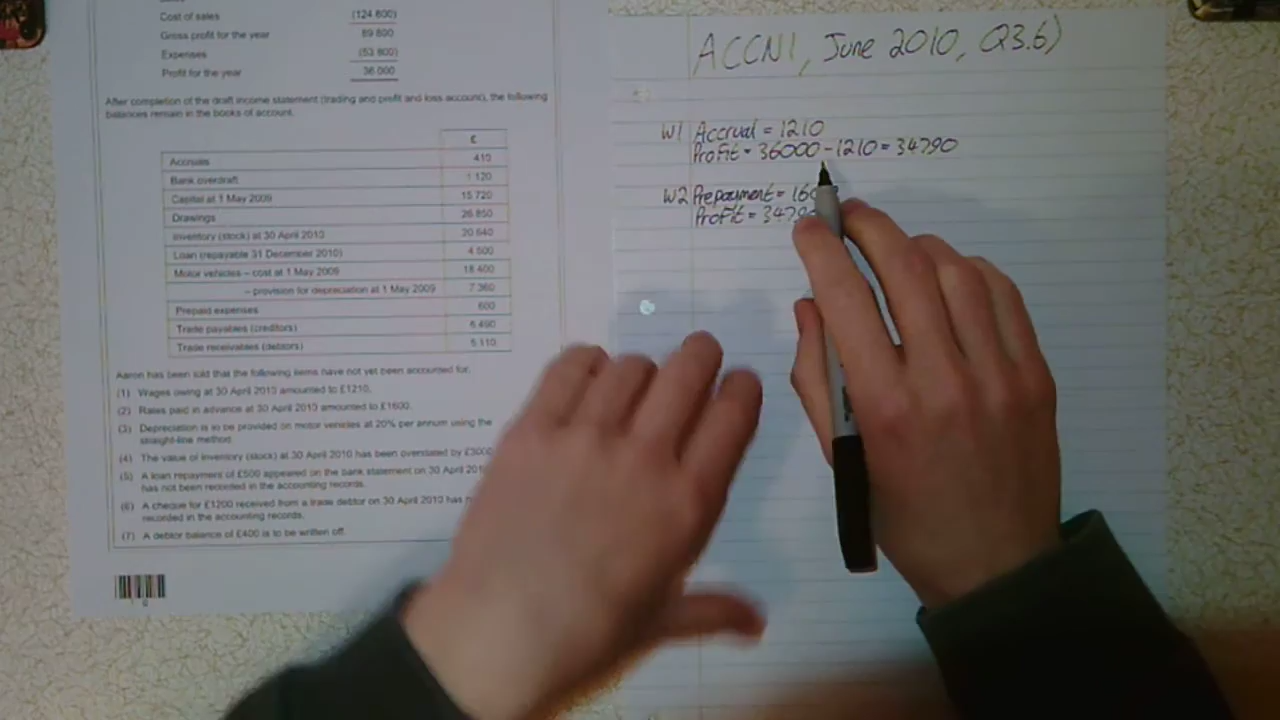 Cost of sales (124 800)
Gross profit for the year 89 800
Expenses (53 800)
Profit for the year 36 000
After completion of the draft income statement (trading and profit and loss account), the following
balances remain in the books of account.
£
Accruals 410
Bank overdraft 1 120
Capital at 1 May 2009 15 720
Drawings 26 850
Inventory (stock) at 30 April 2010 20 640
Loan (repayable 31 December 2010) 4 500
Motor vehicles – cost at 1 May 2009 18 400
– provision for depreciation at 1 May 2009 7 360
Prepaid expenses 600
Trade payables (creditors) 6 490
Trade receivables (debtors) 5 110
Aaron has been told that the following items have not yet been accounted for.
(1) Wages owing at 30 April 2010 amounted to £1210.
(2) Rates paid in advance at 30 April 2010 amounted to £1600.
(3) Depreciation is to be provided on motor vehicles at 20% per annum using the
straight-line method.
(4) The value of inventory (stock) at 30 April 2010 has been overstated by £3000
(5) A loan repayment of £500 appeared on the bank statement on 30 April
has not been recorded in the accounting records.
(6) A cheque for £1200 received from a trade debtor on 30 April 2010 has
recorded in the accounting records.
(7) A debtor balance of £400 is to be written off.
ACCN1, June 2010, Q3.b)
W1 Accrual = 1210
Profit = 36000 - 1210 = 34790
W2 Prepayment =
Profit =